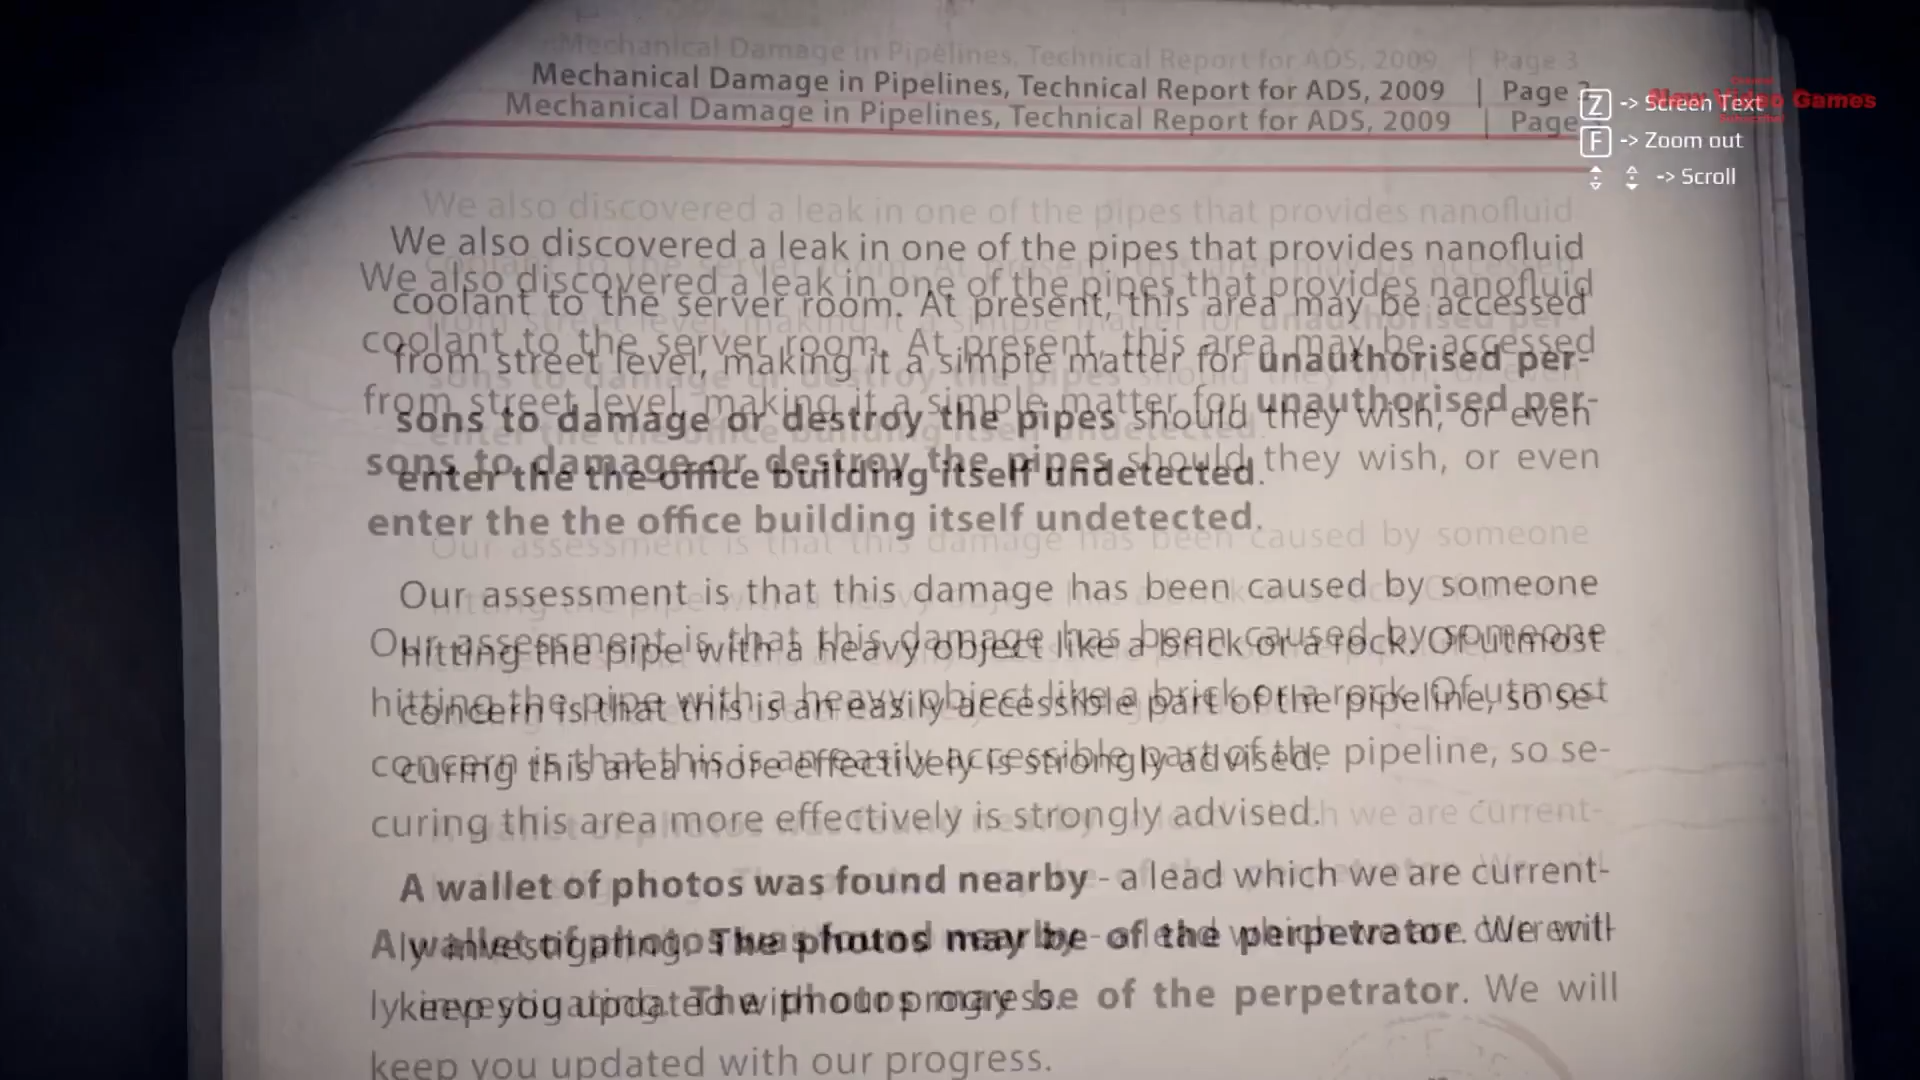 Mechanical Damage in Pipelines, Technical Report for ADS, 2009 | Page 3
We also discovered a leak in one of the pipes that provides nanofluid
coolant to the server room. At present, this area may be accessed
from street level, making it a simple matter for unauthorised per-
sons to damage or destroy the pipes should they wish, or even
enter the the office building itself undetected.
Our assessment is that this damage has been caused by someone
hitting the pipe with a heavy object like a brick or a rock. Of utmost
concern is that this is an easily accessible part of the pipeline, so se-
curing this area more effectively is strongly advised.
A wallet of photos was found nearby - a lead which we are current-
ly investigating. The photos may be of the perpetrator. We will
keep you updated with our progress.
Z -> Screen Text
F -> Zoom out
-> Scroll
New Video Games